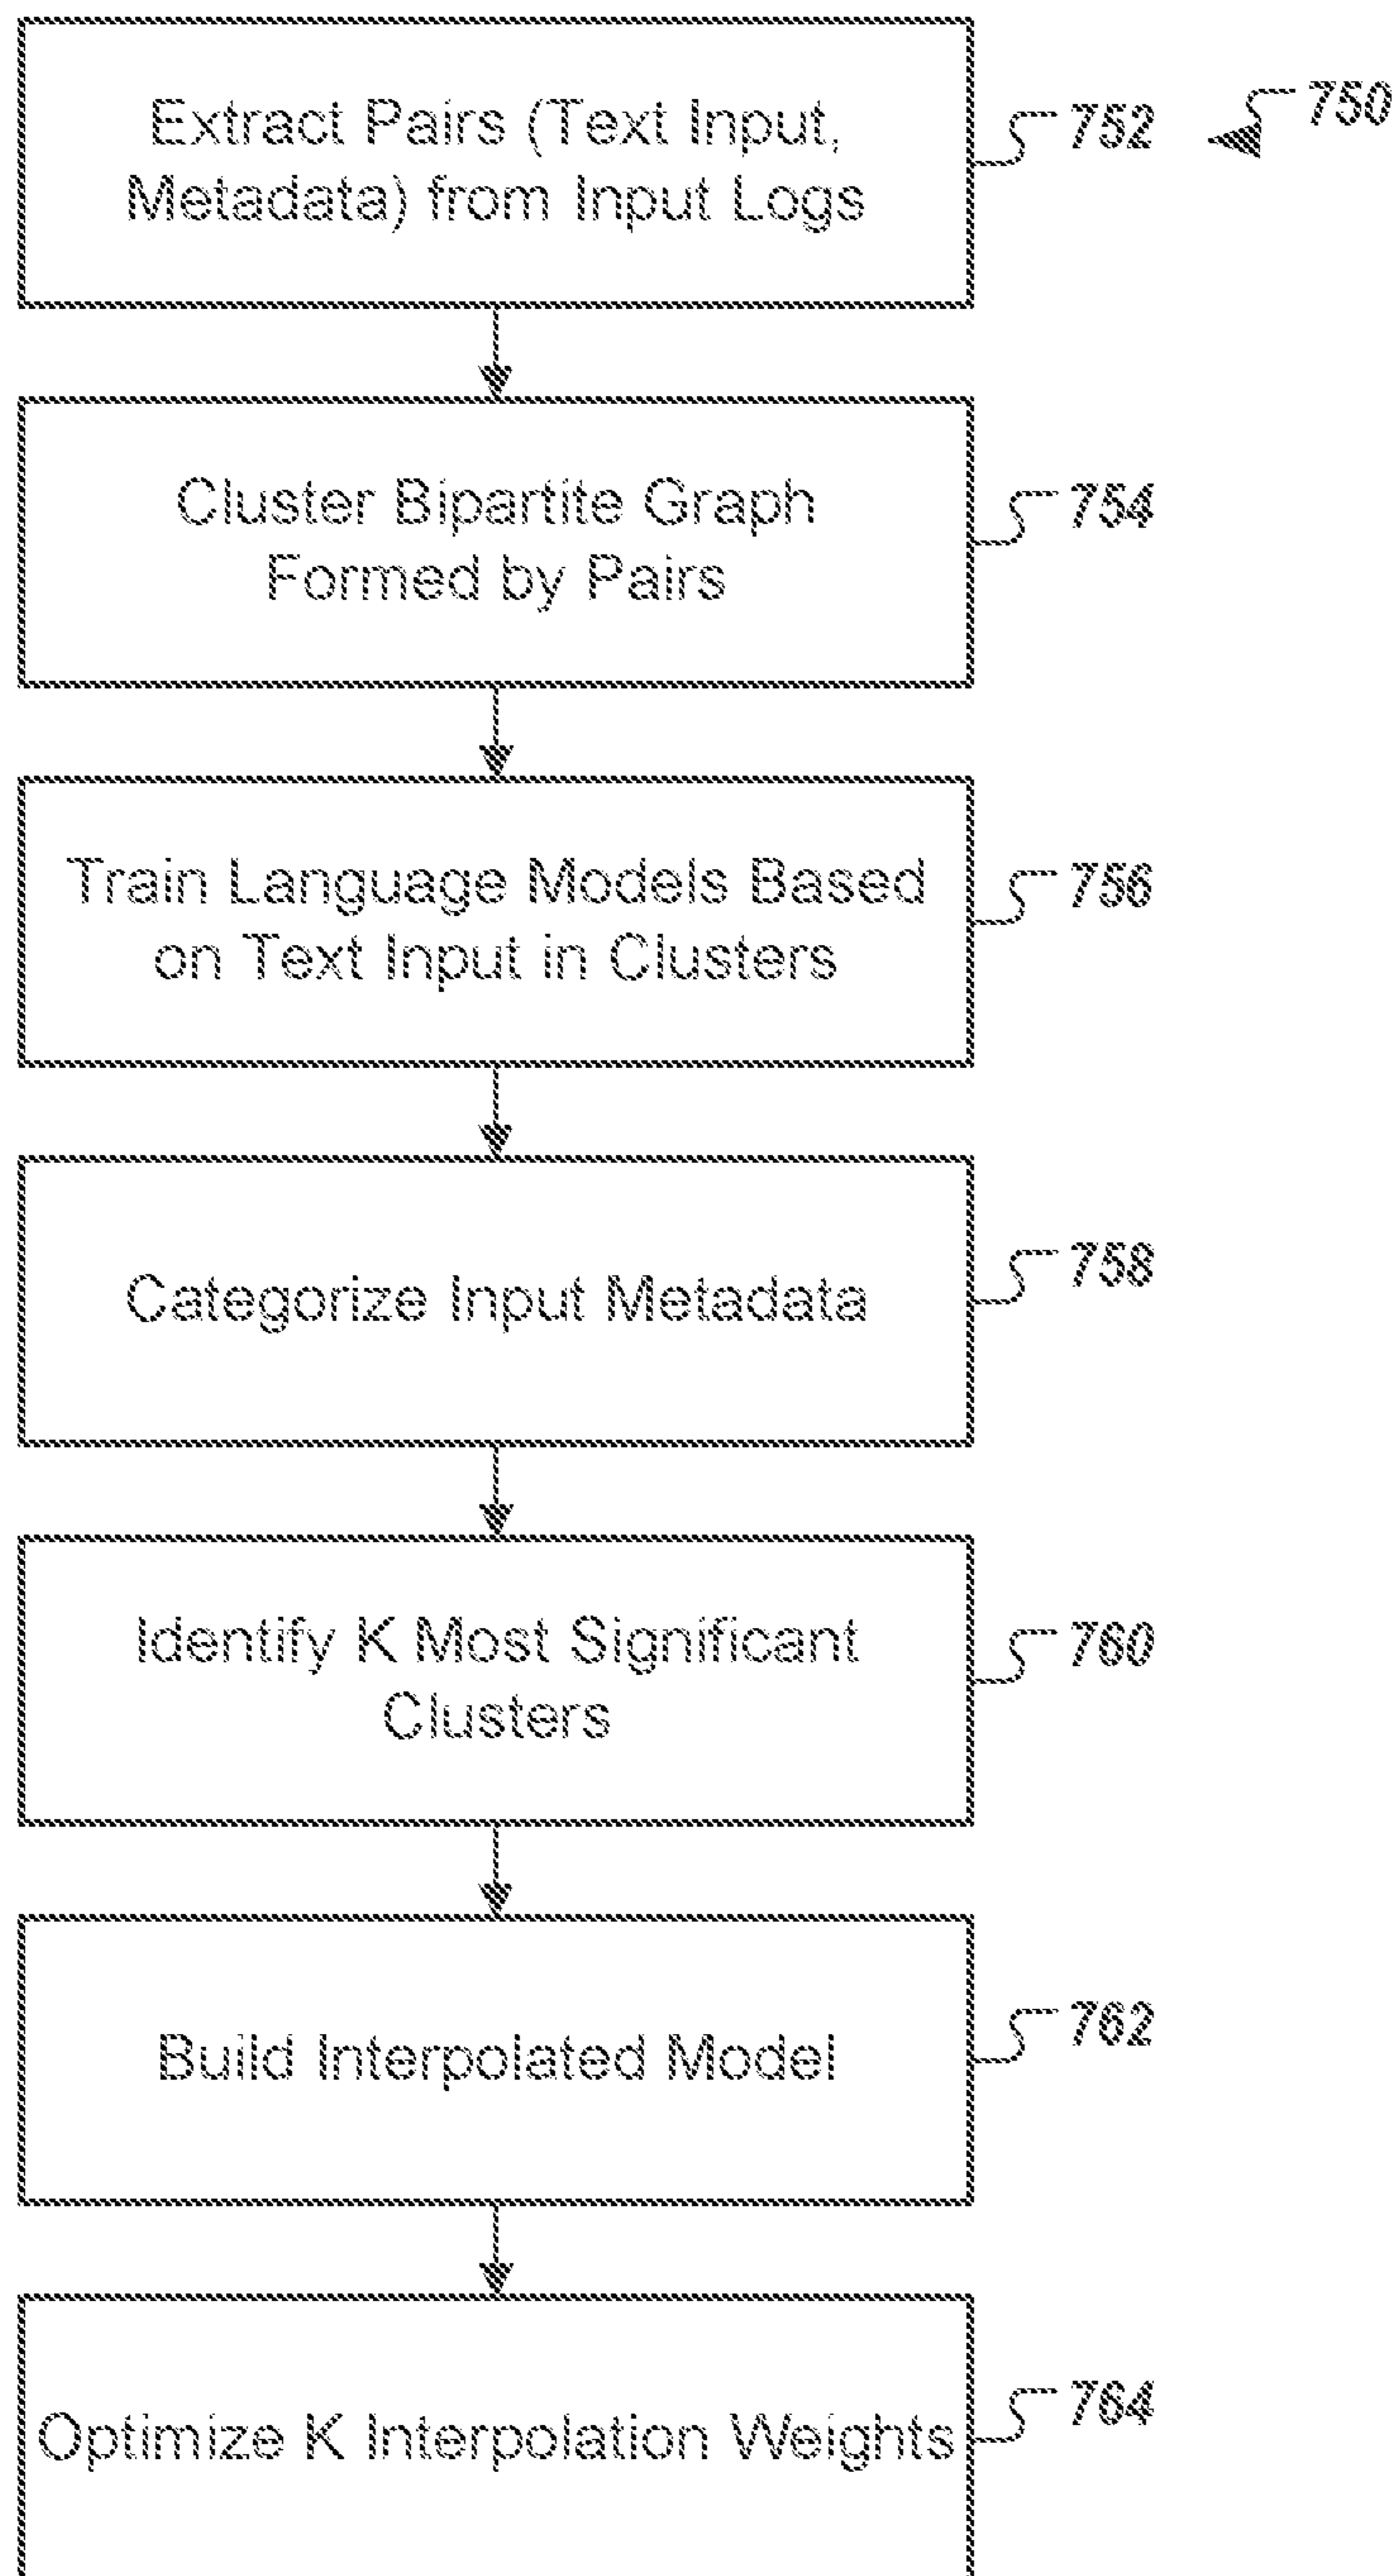 Extract Pairs (Text Input,
Metadata) from Input Logs
752
750
Cluster Bipartite Graph
Formed by Pairs
754
Train Language Models Based
on Text Input in Clusters
756
Categorize Input Metadata
758
Identify K Most Significant
Clusters
760
Build Interpolated Model
762
Optimize K Interpolation Weights
764